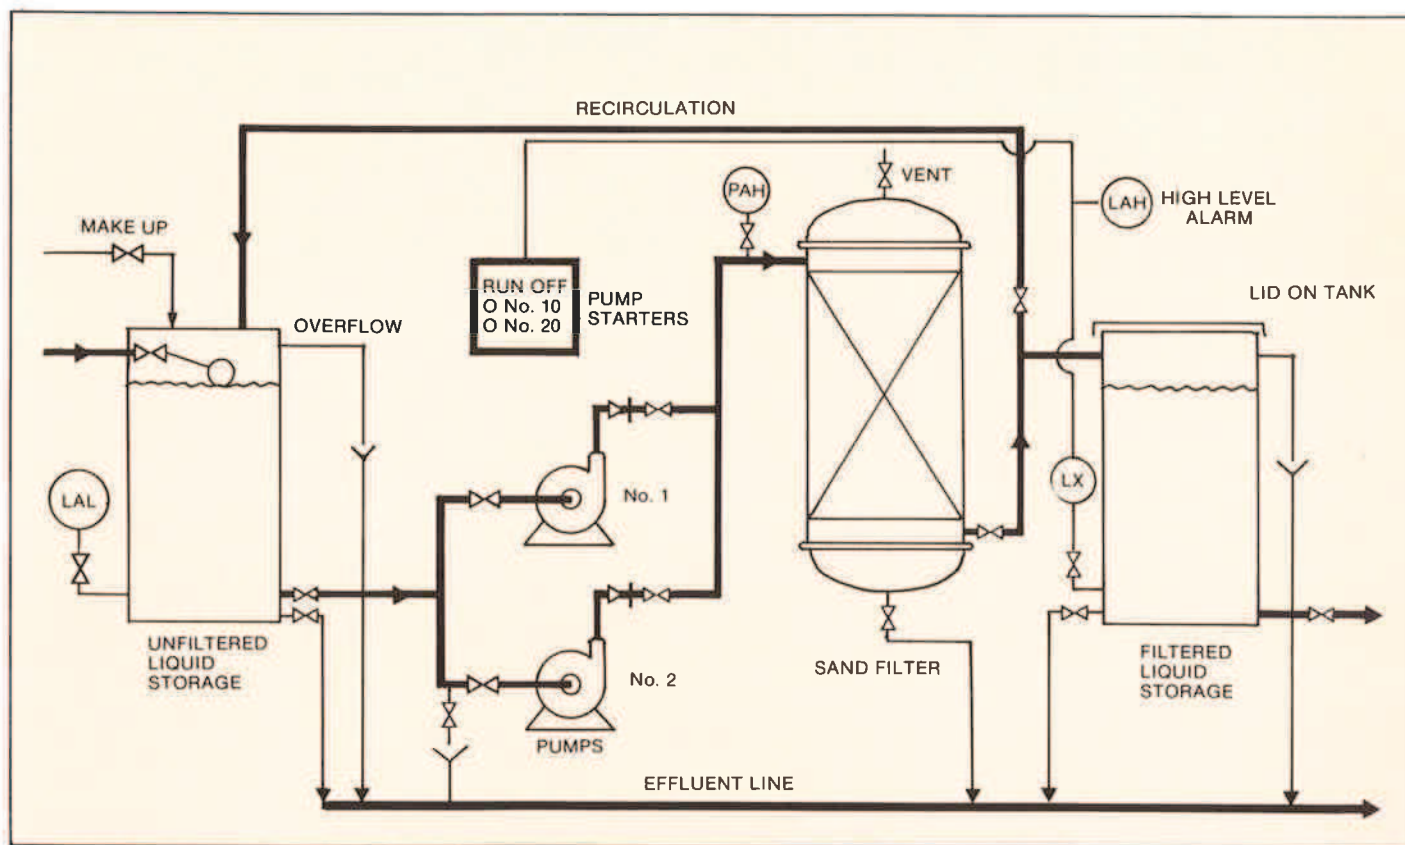 RECIRCULATION
PAH
VENT
LAH
HIGH LEVEL
ALARM
MAKE UP
RUN OFF
O No. 10
O No. 20
PUMP
STARTERS
LID ON TANK
OVERFLOW
LAL
No. 1
LX
UNFILTERED
LIQUID
STORAGE
No. 2
SAND FILTER
FILTERED
LIQUID
STORAGE
PUMPS
EFFLUENT LINE